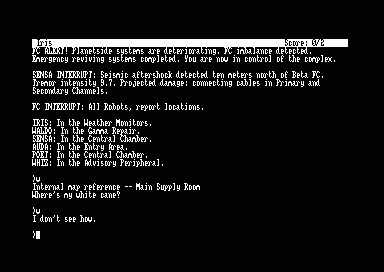 Iris Score: 0/2
FC ALERT! Planetside systems are deteriorating. FC imbalance detected.
Emergency reviving systems completed. You are now in control of the complex.
SENSA INTERRUPT: Seismic aftershock detected ten meters north of Beta FC.
Tremor intensity 9.7. Projected damage: connecting cables in Primary and
Secondary Channels.
FC INTERRUPT: All Robots, report locations.
IRIS: In the Weather Monitors.
WALDO: In the Gamma Repair.
SENSA: In the Central Chamber.
AUDA: In the Entry Area.
POET: In the Central Chamber.
WHIZ: In the Advisory Peripheral.
>w
Internal map reference -- Main Supply Room
Where's my white cane?
>w
I don't see how.
>